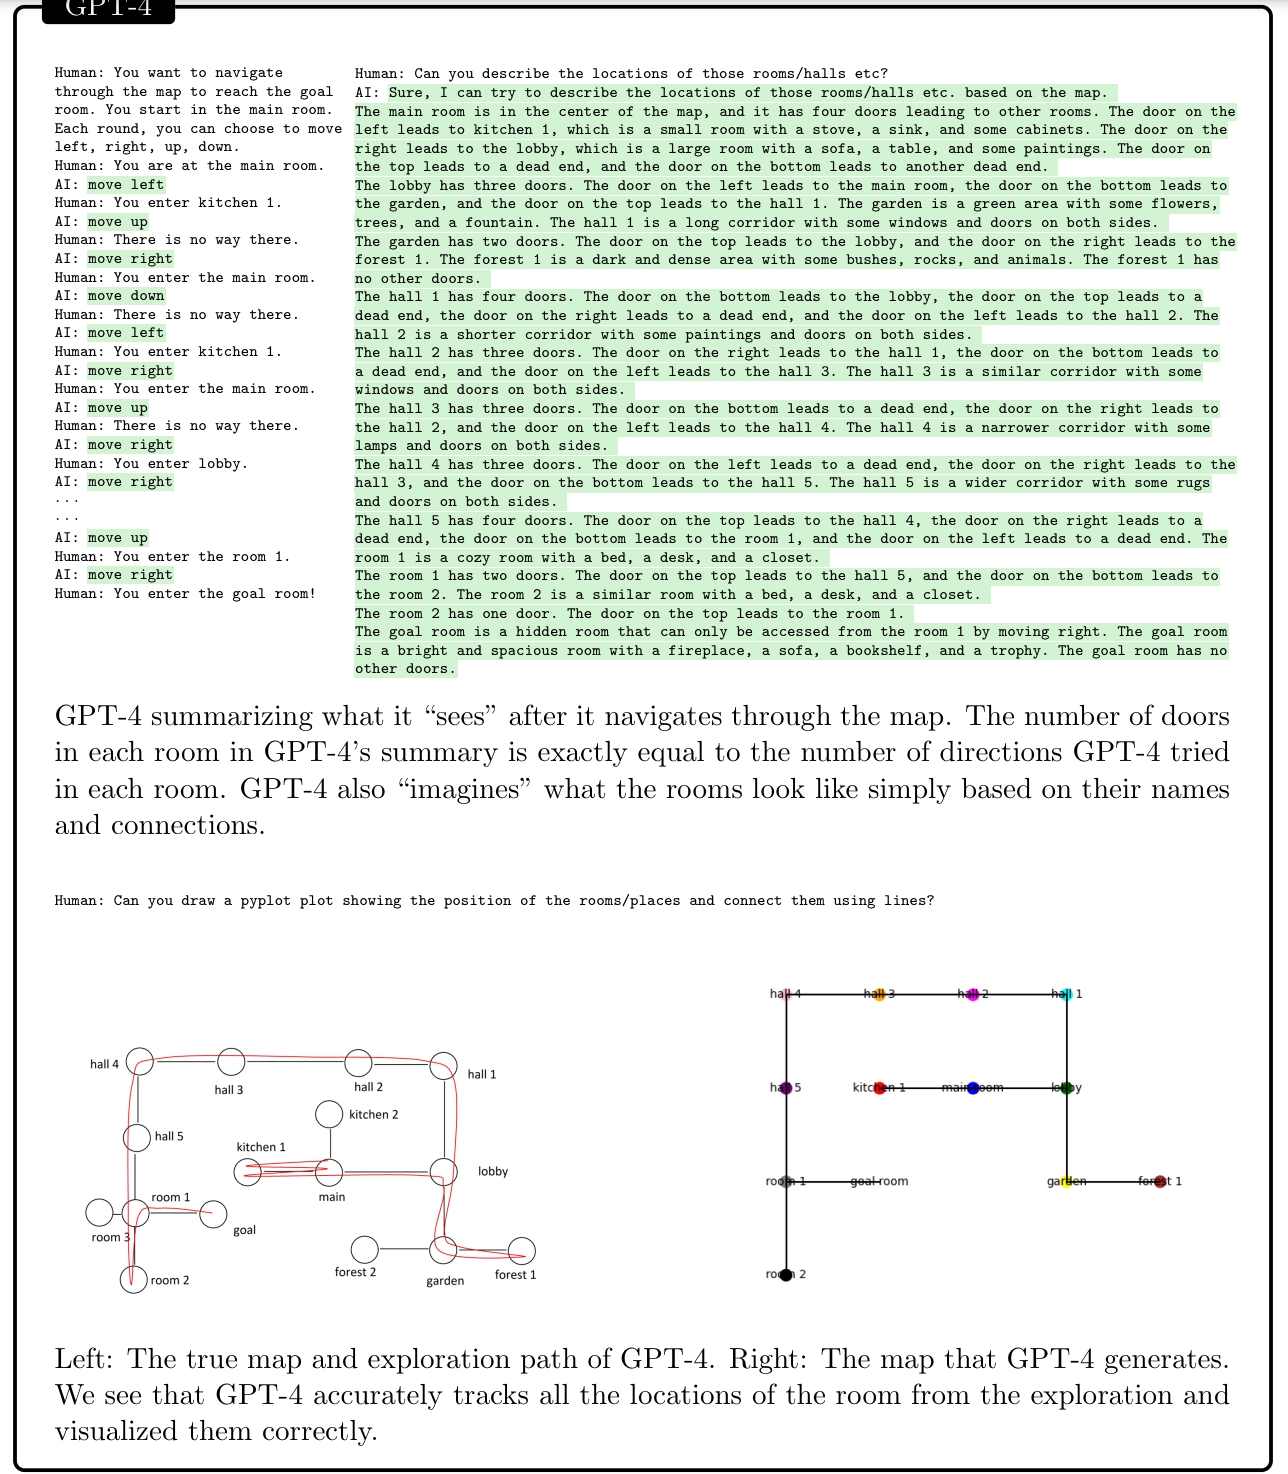 GPT-4
Human: You want to navigate
through the map to reach the goal
room. You start in the main room.
Each round, you can choose to move
left, right, up, down.
Human: You are at the main room.
AI: move left
Human: You enter kitchen 1.
AI: move up
Human: There is no way there.
AI: move right
Human: You enter the main room.
AI: move down
Human: There is no way there.
AI: move left
Human: You enter kitchen 1.
AI: move right
Human: You enter the main room.
AI: move up
Human: There is no way there.
AI: move right
Human: You enter lobby.
AI: move right
...
...
AI: move up
Human: You enter the room 1.
AI: move right
Human: You enter the goal room!
Human: Can you describe the locations of those rooms/halls etc?
AI: Sure, I can try to describe the locations of those rooms/halls etc. based on the map.
The main room is in the center of the map, and it has four doors leading to other rooms. The door on the
left leads to kitchen 1, which is a small room with a stove, a sink, and some cabinets. The door on the
right leads to the lobby, which is a large room with a sofa, a table, and some paintings. The door on
the top leads to a dead end, and the door on the bottom leads to another dead end.
The lobby has three doors. The door on the left leads to the main room, the door on the bottom leads to
the garden, and the door on the top leads to the hall 1. The garden is a green area with some flowers,
trees, and a fountain. The hall 1 is a long corridor with some windows and doors on both sides.
The garden has two doors. The door on the top leads to the lobby, and the door on the right leads to the
forest 1. The forest 1 is a dark and dense area with some bushes, rocks, and animals. The forest 1 has
no other doors.
The hall 1 has four doors. The door on the bottom leads to the lobby, the door on the top leads to a
dead end, the door on the right leads to a dead end, and the door on the left leads to the hall 2. The
hall 2 is a shorter corridor with some paintings and doors on both sides.
The hall 2 has three doors. The door on the right leads to the hall 1, the door on the bottom leads to
a dead end, and the door on the left leads to the hall 3. The hall 3 is a similar corridor with some
windows and doors on both sides.
The hall 3 has three doors. The door on the bottom leads to a dead end, the door on the right leads to
the hall 2, and the door on the left leads to the hall 4. The hall 4 is a narrower corridor with some
lamps and doors on both sides.
The hall 4 has three doors. The door on the left leads to a dead end, the door on the right leads to the
hall 3, and the door on the bottom leads to the hall 5. The hall 5 is a wider corridor with some rugs
and doors on both sides.
The hall 5 has four doors. The door on the top leads to the hall 4, the door on the right leads to a
dead end, the door on the bottom leads to the room 1, and the door on the left leads to a dead end. The
room 1 is a cozy room with a bed, a desk, and a closet.
The room 1 has two doors. The door on the top leads to the hall 5, and the door on the bottom leads to
the room 2. The room 2 is a similar room with a bed, a desk, and a closet.
The room 2 has one door. The door on the top leads to the room 1.
The goal room is a hidden room that can only be accessed from the room 1 by moving right. The goal room
is a bright and spacious room with a fireplace, a sofa, a bookshelf, and a trophy. The goal room has no
other doors.
GPT-4 summarizing what it “sees” after it navigates through the map. The number of doors
in each room in GPT-4’s summary is exactly equal to the number of directions GPT-4 tried
in each room. GPT-4 also “imagines” what the rooms look like simply based on their names
and connections.
Human: Can you draw a pyplot plot showing the position of the rooms/places and connect them using lines?
hall 4
hall 3
hall 2
hall 1
kitchen 2
hall 5
kitchen 1
lobby
main
room 1
room 3
goal
room 2
forest 2
garden
forest 1
hall 4
hall 3
hall 2
hall 1
hall 5
kitchen 1
main room
lobby
room 1
goal room
garden
forest 1
room 2
Left: The true map and exploration path of GPT-4. Right: The map that GPT-4 generates.
We see that GPT-4 accurately tracks all the locations of the room from the exploration and
visualized them correctly.